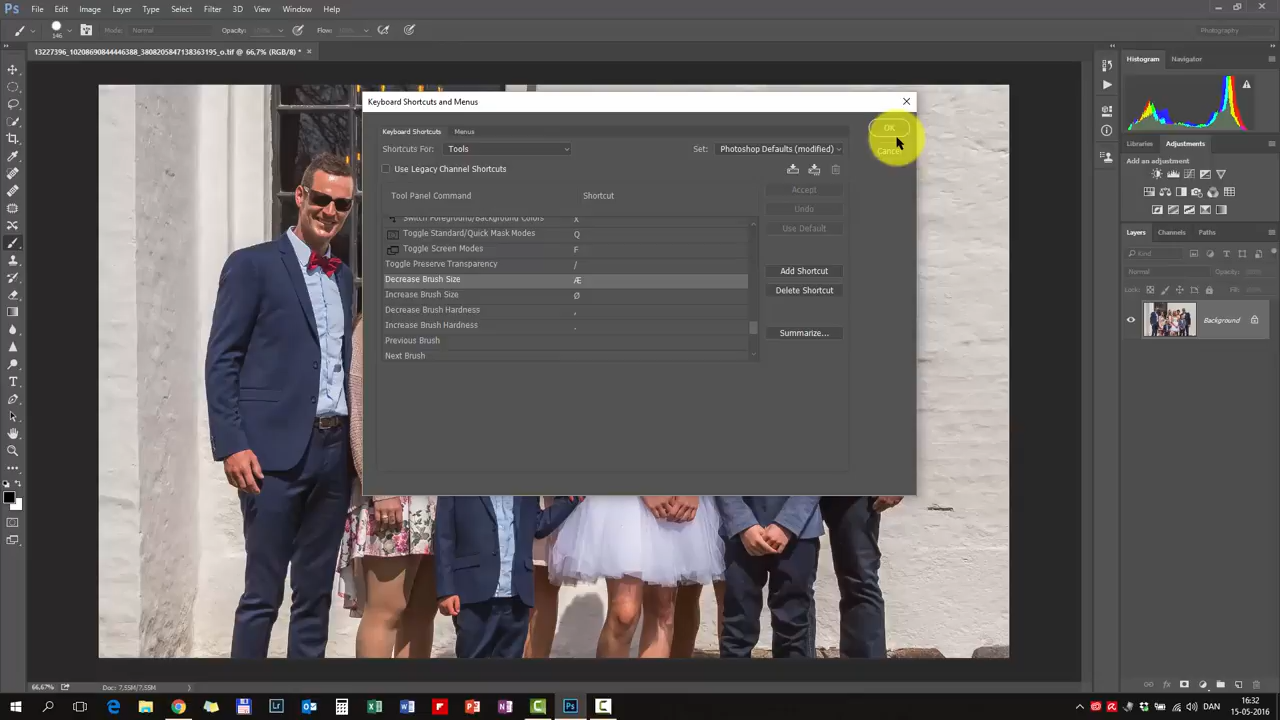 Ps File Edit Image Layer Type Select Filter 3D View Window Help
146 Mode: Normal Opacity: Flow: Photography
13227396_10208690844446388_3808205847138363195_o.tif @ 66,7% (RGB/8) *
Histogram Navigator
Keyboard Shortcuts and Menus
Keyboard Shortcuts Menus
OK
Shortcuts For: Tools Set: Photoshop Defaults (modified)
Cancel
Use Legacy Channel Shortcuts
Tool Panel Command Shortcut
Accept
Undo
Use Default
Switch Foreground/Background Colors X
Toggle Standard/Quick Mask Modes Q
Toggle Screen Modes F
Toggle Preserve Transparency /
Decrease Brush Size Æ
Increase Brush Size Ø
Decrease Brush Hardness ,
Increase Brush Hardness .
Previous Brush
Next Brush
Add Shortcut
Delete Shortcut
Summarize...
Libraries Adjustments
Add an adjustment
Layers Channels Paths
Kind
Normal Opacity:
Lock: Fill:
Background
66,67% Doc: 7,55M/7,55M
DAN
16:32
15-05-2016